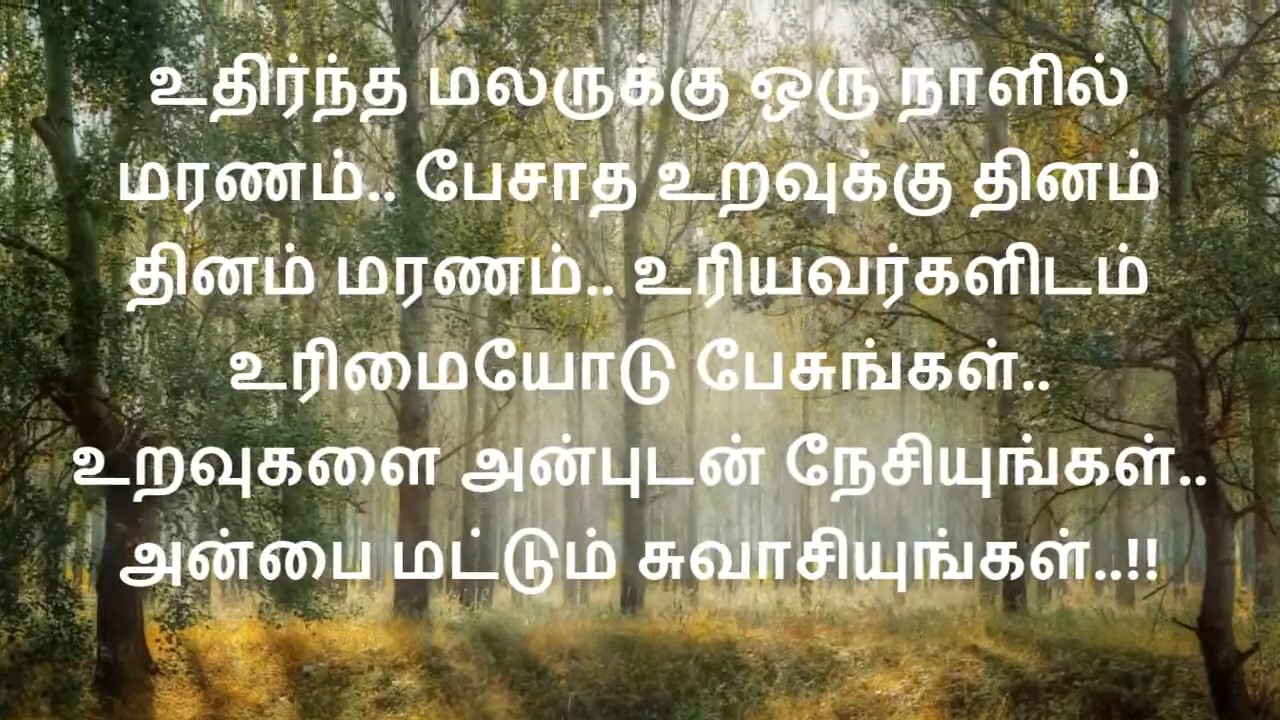 உதிர்ந்த மலருக்கு ஒரு நாளில்
மரணம்.. பேசாத உறவுக்கு தினம்
தினம் மரணம்.. உரியவர்களிடம்
உரிமையோடு பேசுங்கள்..
உறவுகளை அன்புடன் நேசியுங்கள்..
அன்பை மட்டும் சுவாசியுங்கள்..!!